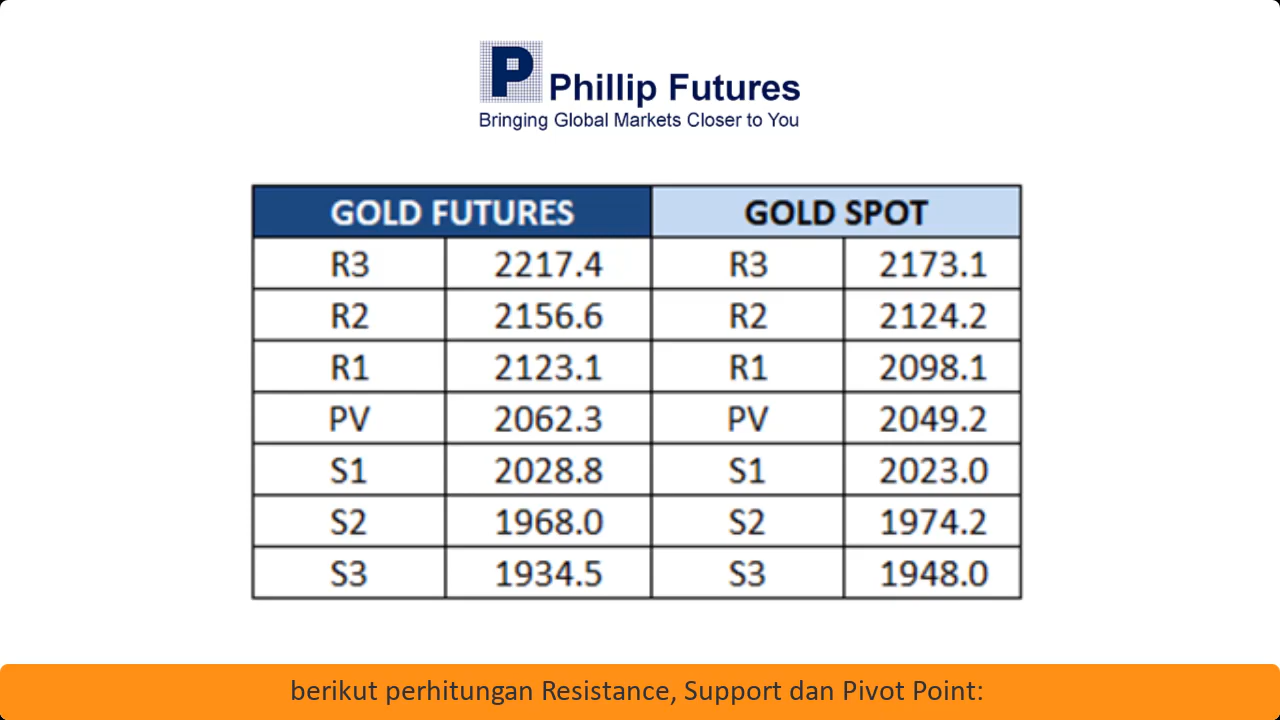 P
Phillip Futures
Bringing Global Markets Closer to You
GOLD FUTURES GOLD SPOT
R3 2217.4 R3 2173.1
R2 2156.6 R2 2124.2
R1 2123.1 R1 2098.1
PV 2062.3 PV 2049.2
S1 2028.8 S1 2023.0
S2 1968.0 S2 1974.2
S3 1934.5 S3 1948.0
berikut perhitungan Resistance, Support dan Pivot Point: